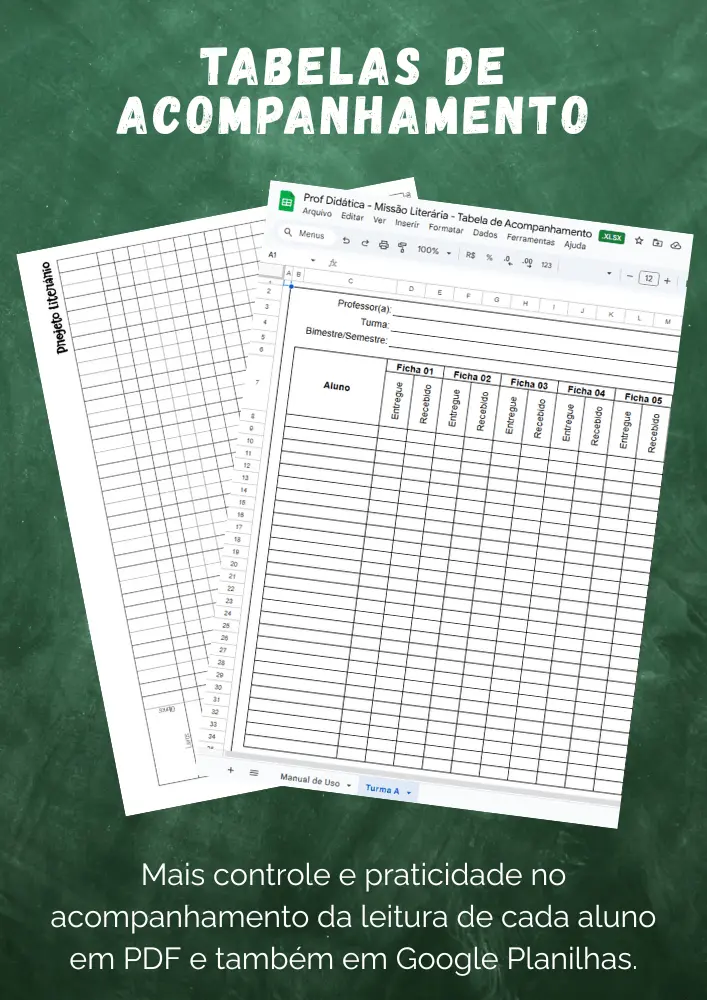 TABELAS DE
ACOMPANHAMENTO
Projeto Literário
Aluno
Prof Didática - Missão Literária - Tabela de Acompanhamento .XLSX
Arquivo Editar Ver Inserir Formatar Dados Ferramentas Ajuda
Menus 100% R$ % .0 .00 123 12
A1 fx
A B C D E F G H I J K L M
2
3
4
5
6
7
8
9
10
11
12
13
14
15
16
17
18
19
20
21
22
23
24
25
26
27
28
29
30
31
32
33
34
Professor(a):
Turma:
Bimestre/Semestre:
Aluno Ficha 01 Ficha 02 Ficha 03 Ficha 04 Ficha 05
Entregue Recebido Entregue Recebido Entregue Recebido Entregue Recebido Entregue Recebido
Manual de Uso Turma A
Mais controle e praticidade no
acompanhamento da leitura de cada aluno
em PDF e também em Google Planilhas.